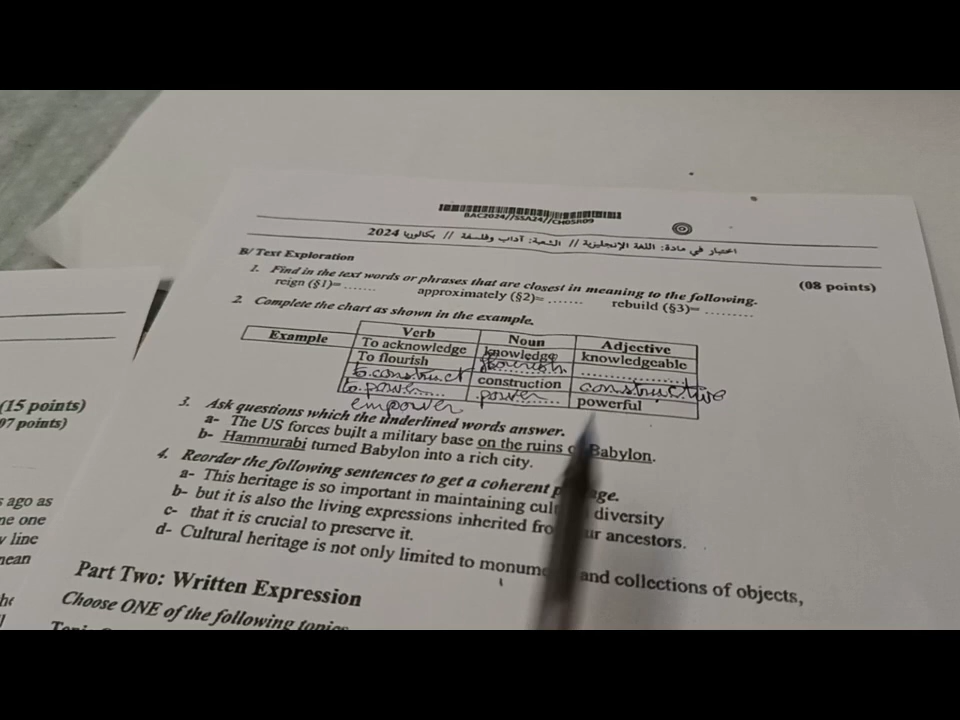 BAC2024//SSA24//CH05R09
اختبار في مادة: اللغة الإنجليزية // الشعبة: آداب وفلسفة // بكالوريا 2024
B/ Text Exploration (08 points)
1. Find in the text words or phrases that are closest in meaning to the following.
reign (§1)= ....... approximately (§2)= ....... rebuild (§3)= .........
2. Complete the chart as shown in the example.
Verb Noun Adjective
Example To acknowledge knowledge knowledgeable
To flourish flourish ....................
to construct construction constructive
to power power powerful
empower
3. Ask questions which the underlined words answer.
a- The US forces built a military base on the ruins Babylon.
b- Hammurabi turned Babylon into a rich city.
4. Reorder the following sentences to get a coherent
a- This heritage is so important in maintaining diversity
b- but it is also the living expressions inherited ancestors.
c- that it is crucial to preserve it.
d- Cultural heritage is not only limited to and collections of objects,
Part Two: Written Expression
Choose ONE of the following topics
(15 points)
07 points)
ago as
one
line